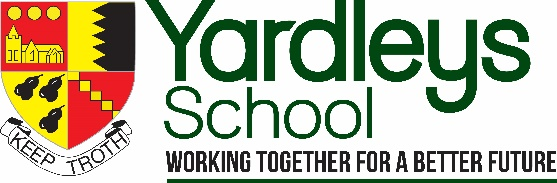 Yardleys
School
WORKING TOGETHER FOR A BETTER FUTURE
KEEP TROTH